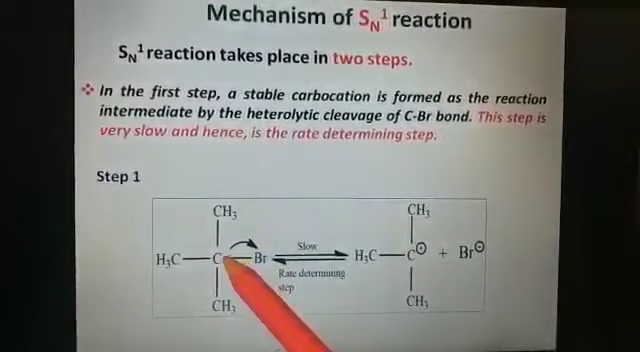 Mechanism of SN1 reaction
SN1 reaction takes place in two steps.
❖ In the first step, a stable carbocation is formed as the reaction
intermediate by the heterolytic cleavage of C-Br bond. This step is
very slow and hence, is the rate determining step.
Step 1
CH3 CH3
H3C—C—Br Slow H3C—C⊕ + Br⊖
Rate determining
step
CH3 CH3